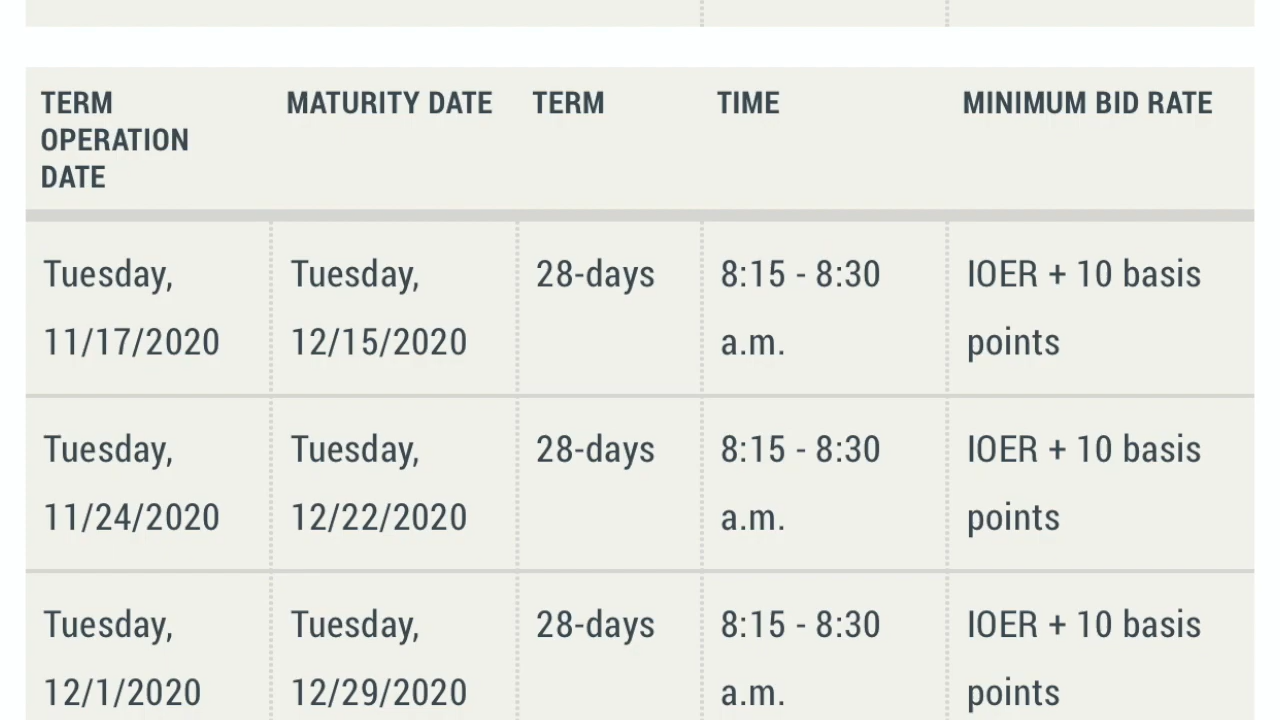 TERM OPERATION DATE MATURITY DATE TERM TIME MINIMUM BID RATE
Tuesday, Tuesday, 28-days 8:15 - 8:30 IOER + 10 basis
11/17/2020 12/15/2020 a.m. points
Tuesday, Tuesday, 28-days 8:15 - 8:30 IOER + 10 basis
11/24/2020 12/22/2020 a.m. points
Tuesday, Tuesday, 28-days 8:15 - 8:30 IOER + 10 basis
12/1/2020 12/29/2020 a.m. points